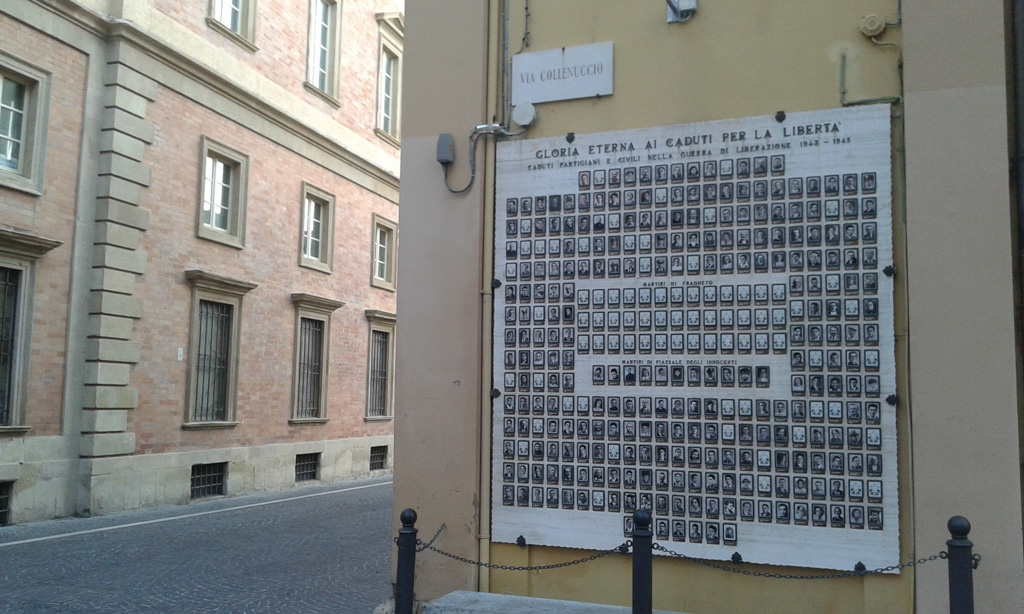 VIA COLLENUCCIO
GLORIA ETERNA AI CADUTI PER LA LIBERTA'
CADUTI PARTIGIANI E CIVILI NELLA GUERRA DI LIBERAZIONE 1943-1945
MARTIRI DI FRAGHETO
MARTIRI DI PIAZZALE DEGLI INNOCENTI